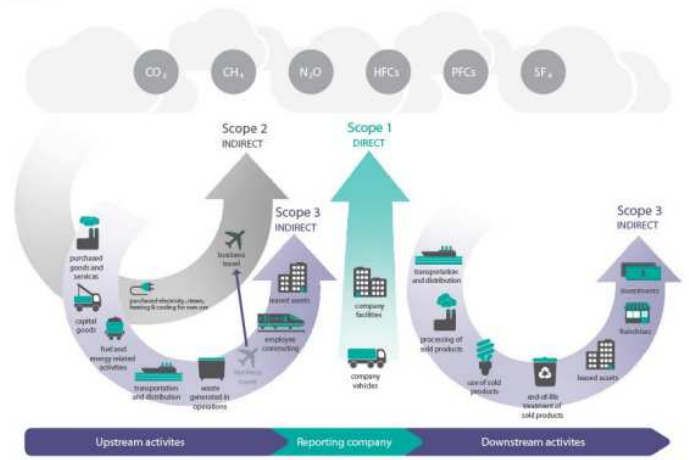 CO₂
CH₄
N₂O
HFCs
PFCs
SF₆
Scope 2
INDIRECT
Scope 1
DIRECT
Scope 3
INDIRECT
Scope 3
INDIRECT
purchased
goods and
services
capital
goods
fuel and
energy related
activities
transportation
and distribution
waste
generated in
operations
business
travel
employee
commuting
leased assets
purchased electricity, steam,
heating & cooling for own use
business
travel
company
facilities
company
vehicles
transportation
and distribution
processing of
sold products
use of sold
products
end-of-life
treatment of
sold products
leased assets
franchises
investments
Upstream activites
Reporting company
Downstream activites